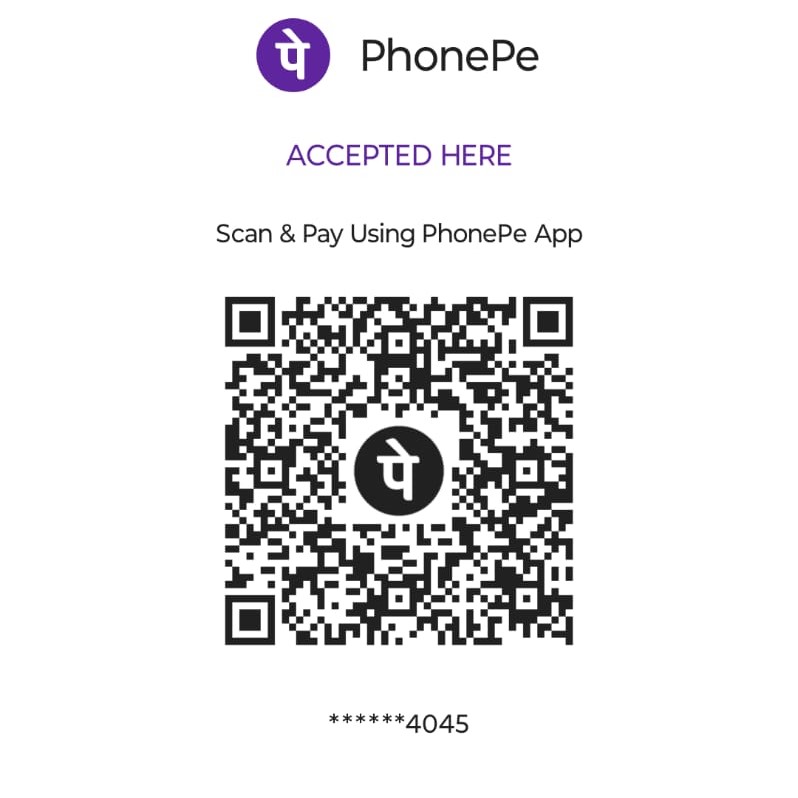 पे PhonePe
ACCEPTED HERE
Scan & Pay Using PhonePe App
पे
******4045